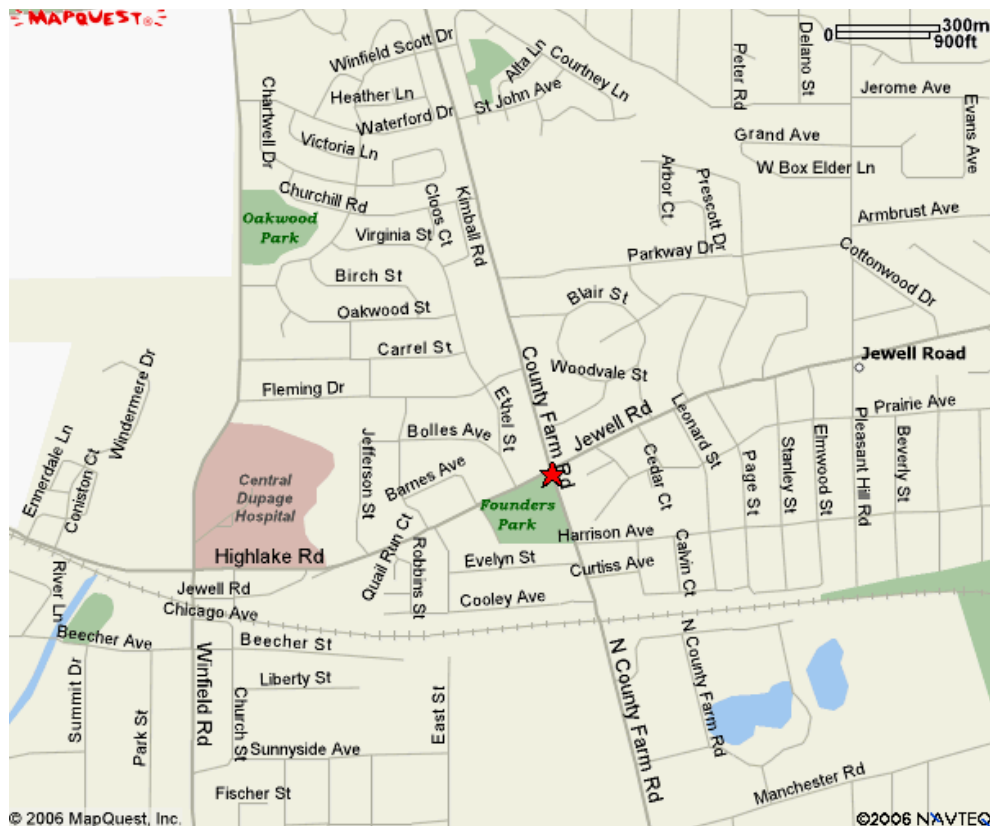 MAPQUEST
300m
0
900ft
Winfield Scott Dr
Alta Ln
Courtney Ln
Peter Rd
Delano St
Chartwell Dr
Heather Ln
St John Ave
Jerome Ave
Evans Ave
Waterford Dr
Grand Ave
Victoria Ln
W Box Elder Ln
Arbor Ct
Prescott Dr
Churchill Rd
Cloos Ct
Kimball Rd
Armbrust Ave
Oakwood
Park
Virginia St
Parkway Dr
Cottonwood Dr
Birch St
Blair St
Oakwood St
Carrel St
County Farm Rd
Jewell Road
Windermere Dr
Woodvale St
Fleming Dr
Ethel St
Jewell Rd
Leonard St
Prairie Ave
Ennerdale Ln
Coniston Ct
Jefferson St
Bolles Ave
Cedar Ct
Page St
Stanley St
Elmwood St
Pleasant Hill Rd
Beverly St
Barnes Ave
Central
Dupage
Hospital
Founders
Park
Harrison Ave
Highlake Rd
Quail Run Ct
Robbins St
Evelyn St
Curtiss Ave
Calvin Ct
River Ln
Jewell Rd
Chicago Ave
Cooley Ave
Beecher Ave
Beecher St
N County Farm Rd
N County Farm Rd
Summit Dr
Park St
Winfield Rd
Church St
Liberty St
East St
Sunnyside Ave
Fischer St
Manchester Rd
© 2006 MapQuest, Inc.
©2006 NAVTEQ